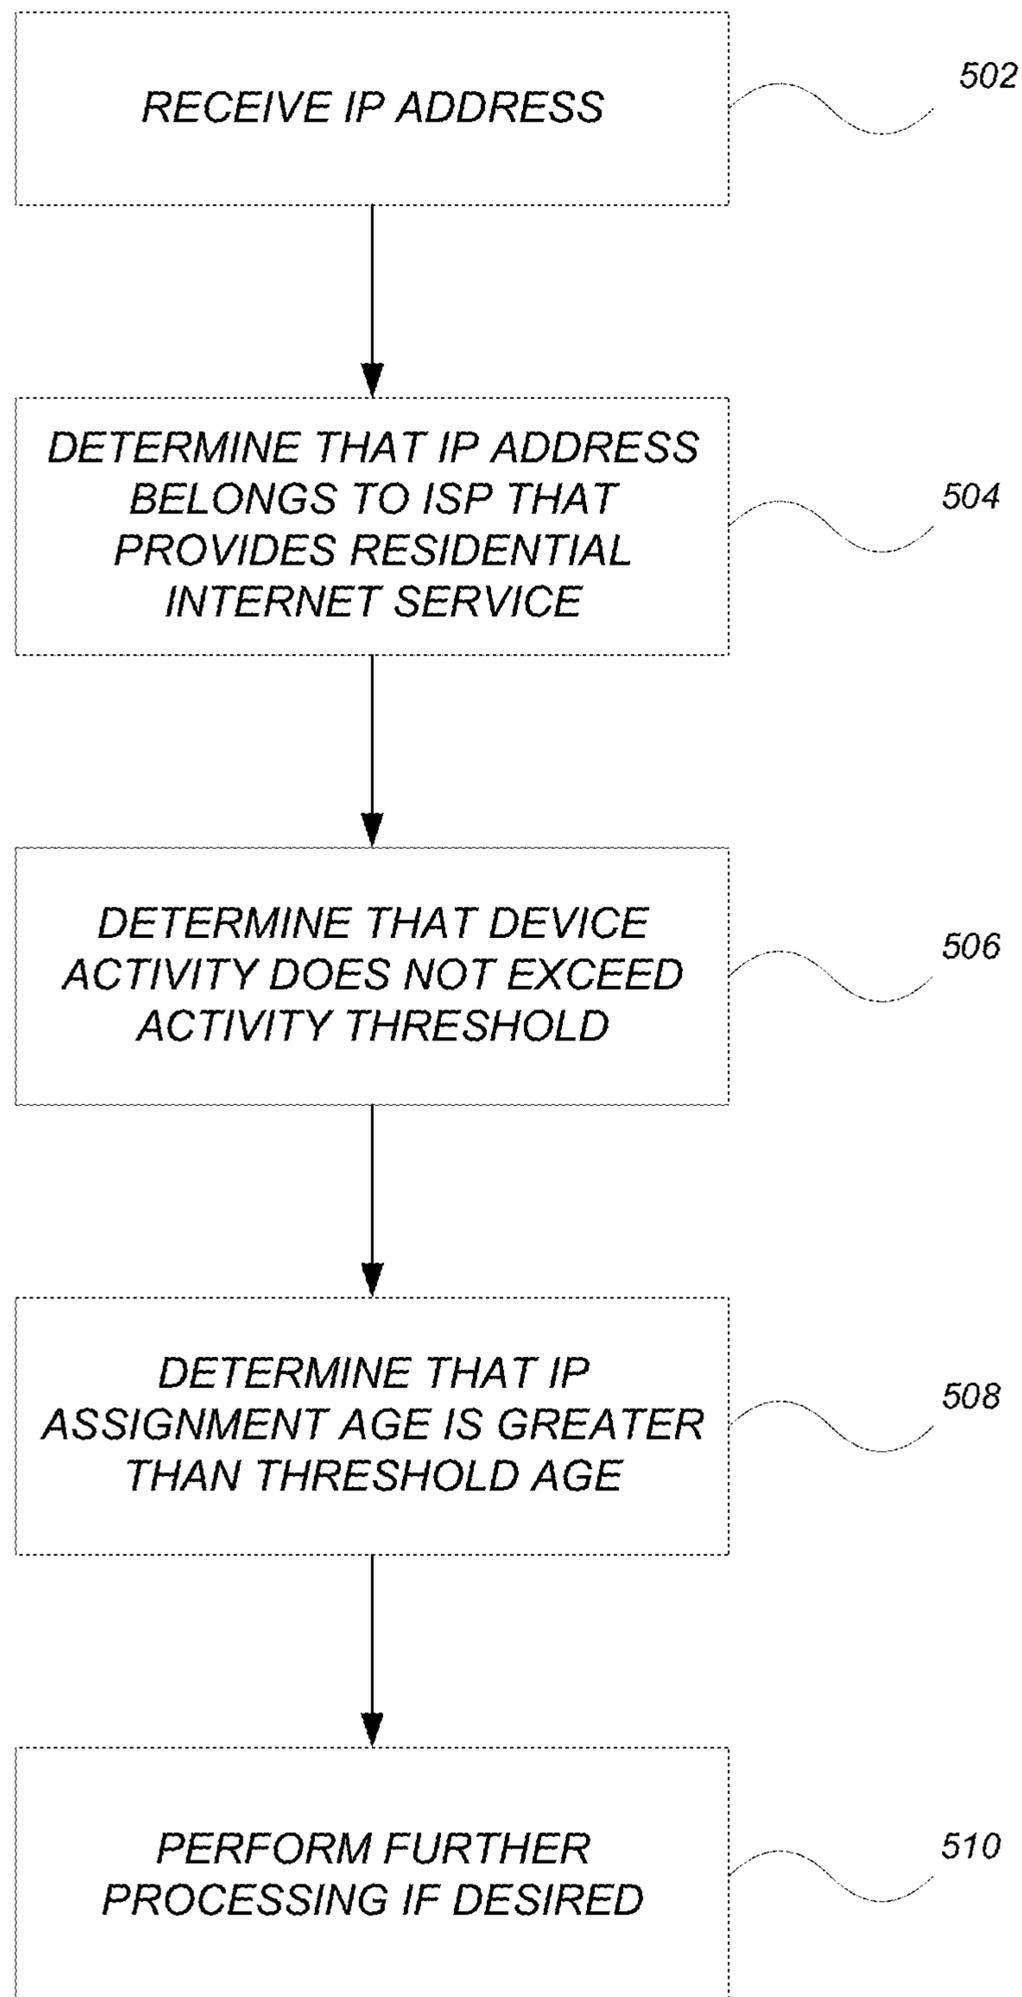 RECEIVE IP ADDRESS
502
DETERMINE THAT IP ADDRESS
BELONGS TO ISP THAT
PROVIDES RESIDENTIAL
INTERNET SERVICE
504
DETERMINE THAT DEVICE
ACTIVITY DOES NOT EXCEED
ACTIVITY THRESHOLD
506
DETERMINE THAT IP
ASSIGNMENT AGE IS GREATER
THAN THRESHOLD AGE
508
PERFORM FURTHER
PROCESSING IF DESIRED
510